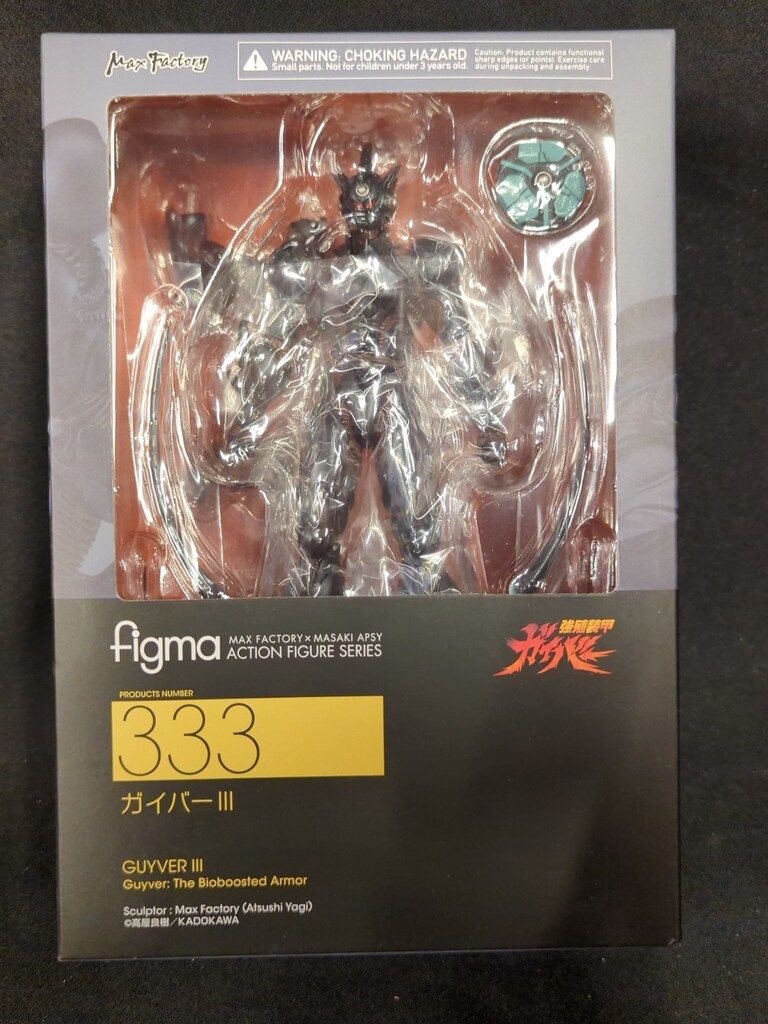 Max Factory
WARNING: CHOKING HAZARD
Small parts. Not for children under 3 years old.
Caution: Product contains functional
sharp edges (or points). Exercise care
during unpacking and assembly.
figma
MAX FACTORY × MASAKI APSY
ACTION FIGURE SERIES
強殖装甲
ガイバー
PRODUCTS NUMBER
333
ガイバーIII
GUYVER III
Guyver: The Bioboosted Armor
Sculptor : Max Factory (Atsushi Yagi)
©高屋良樹／KADOKAWA